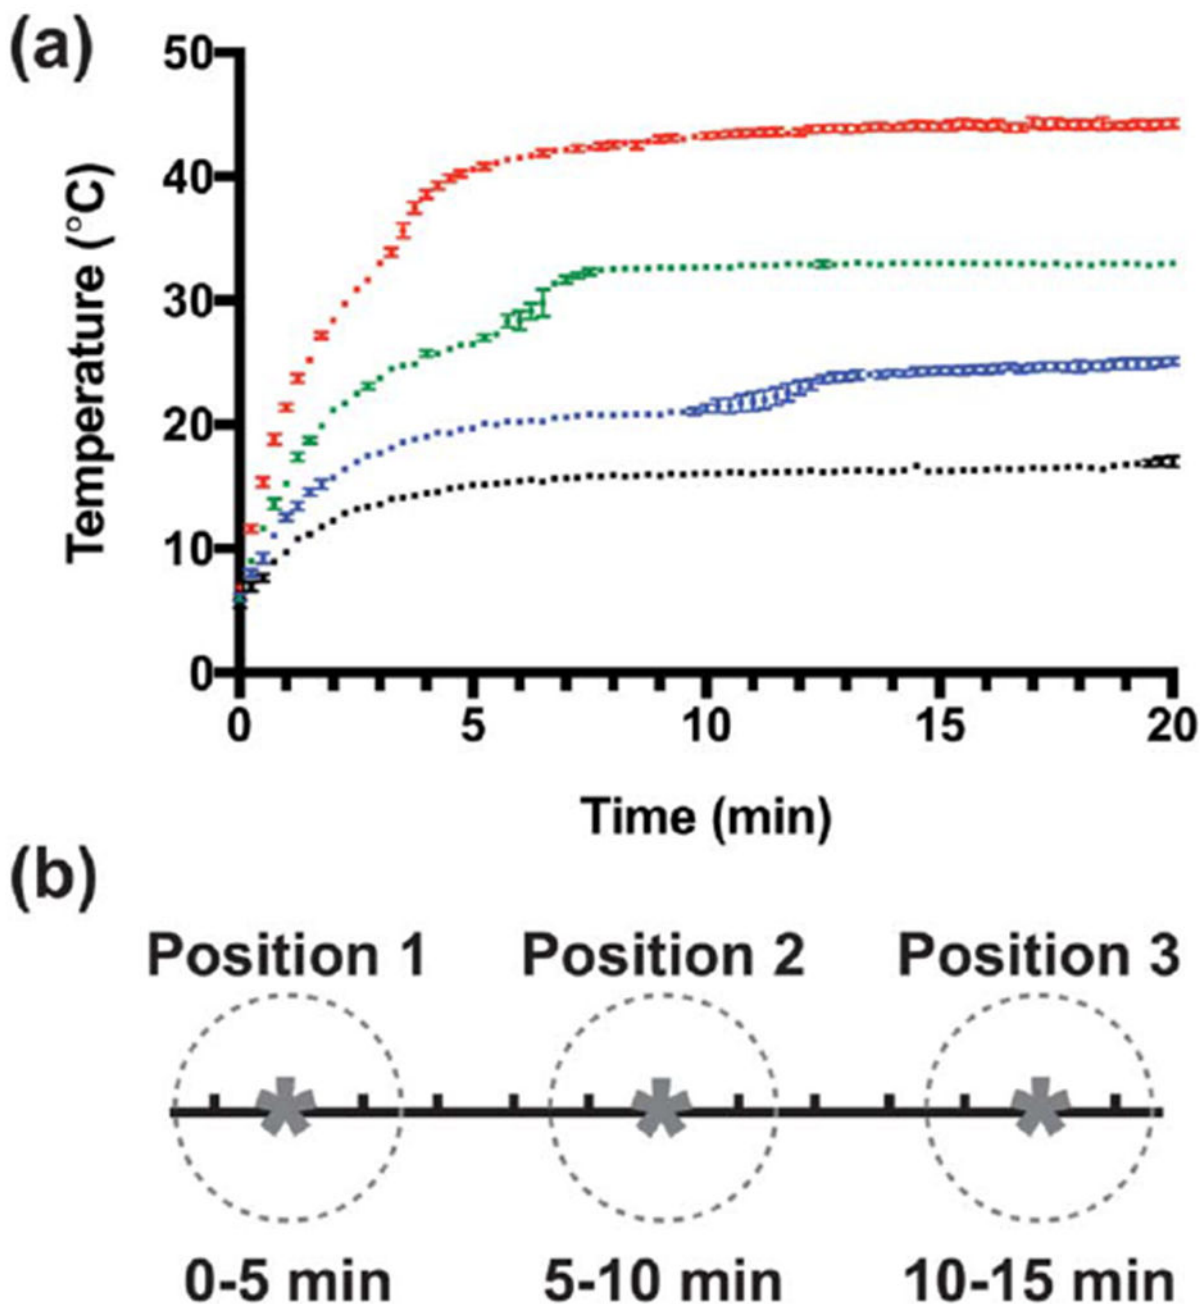 (a)
50
40
30
20
10
0
Temperature (°C)
0 5 10 15 20
Time (min)
(b)
Position 1 Position 2 Position 3
0-5 min 5-10 min 10-15 min